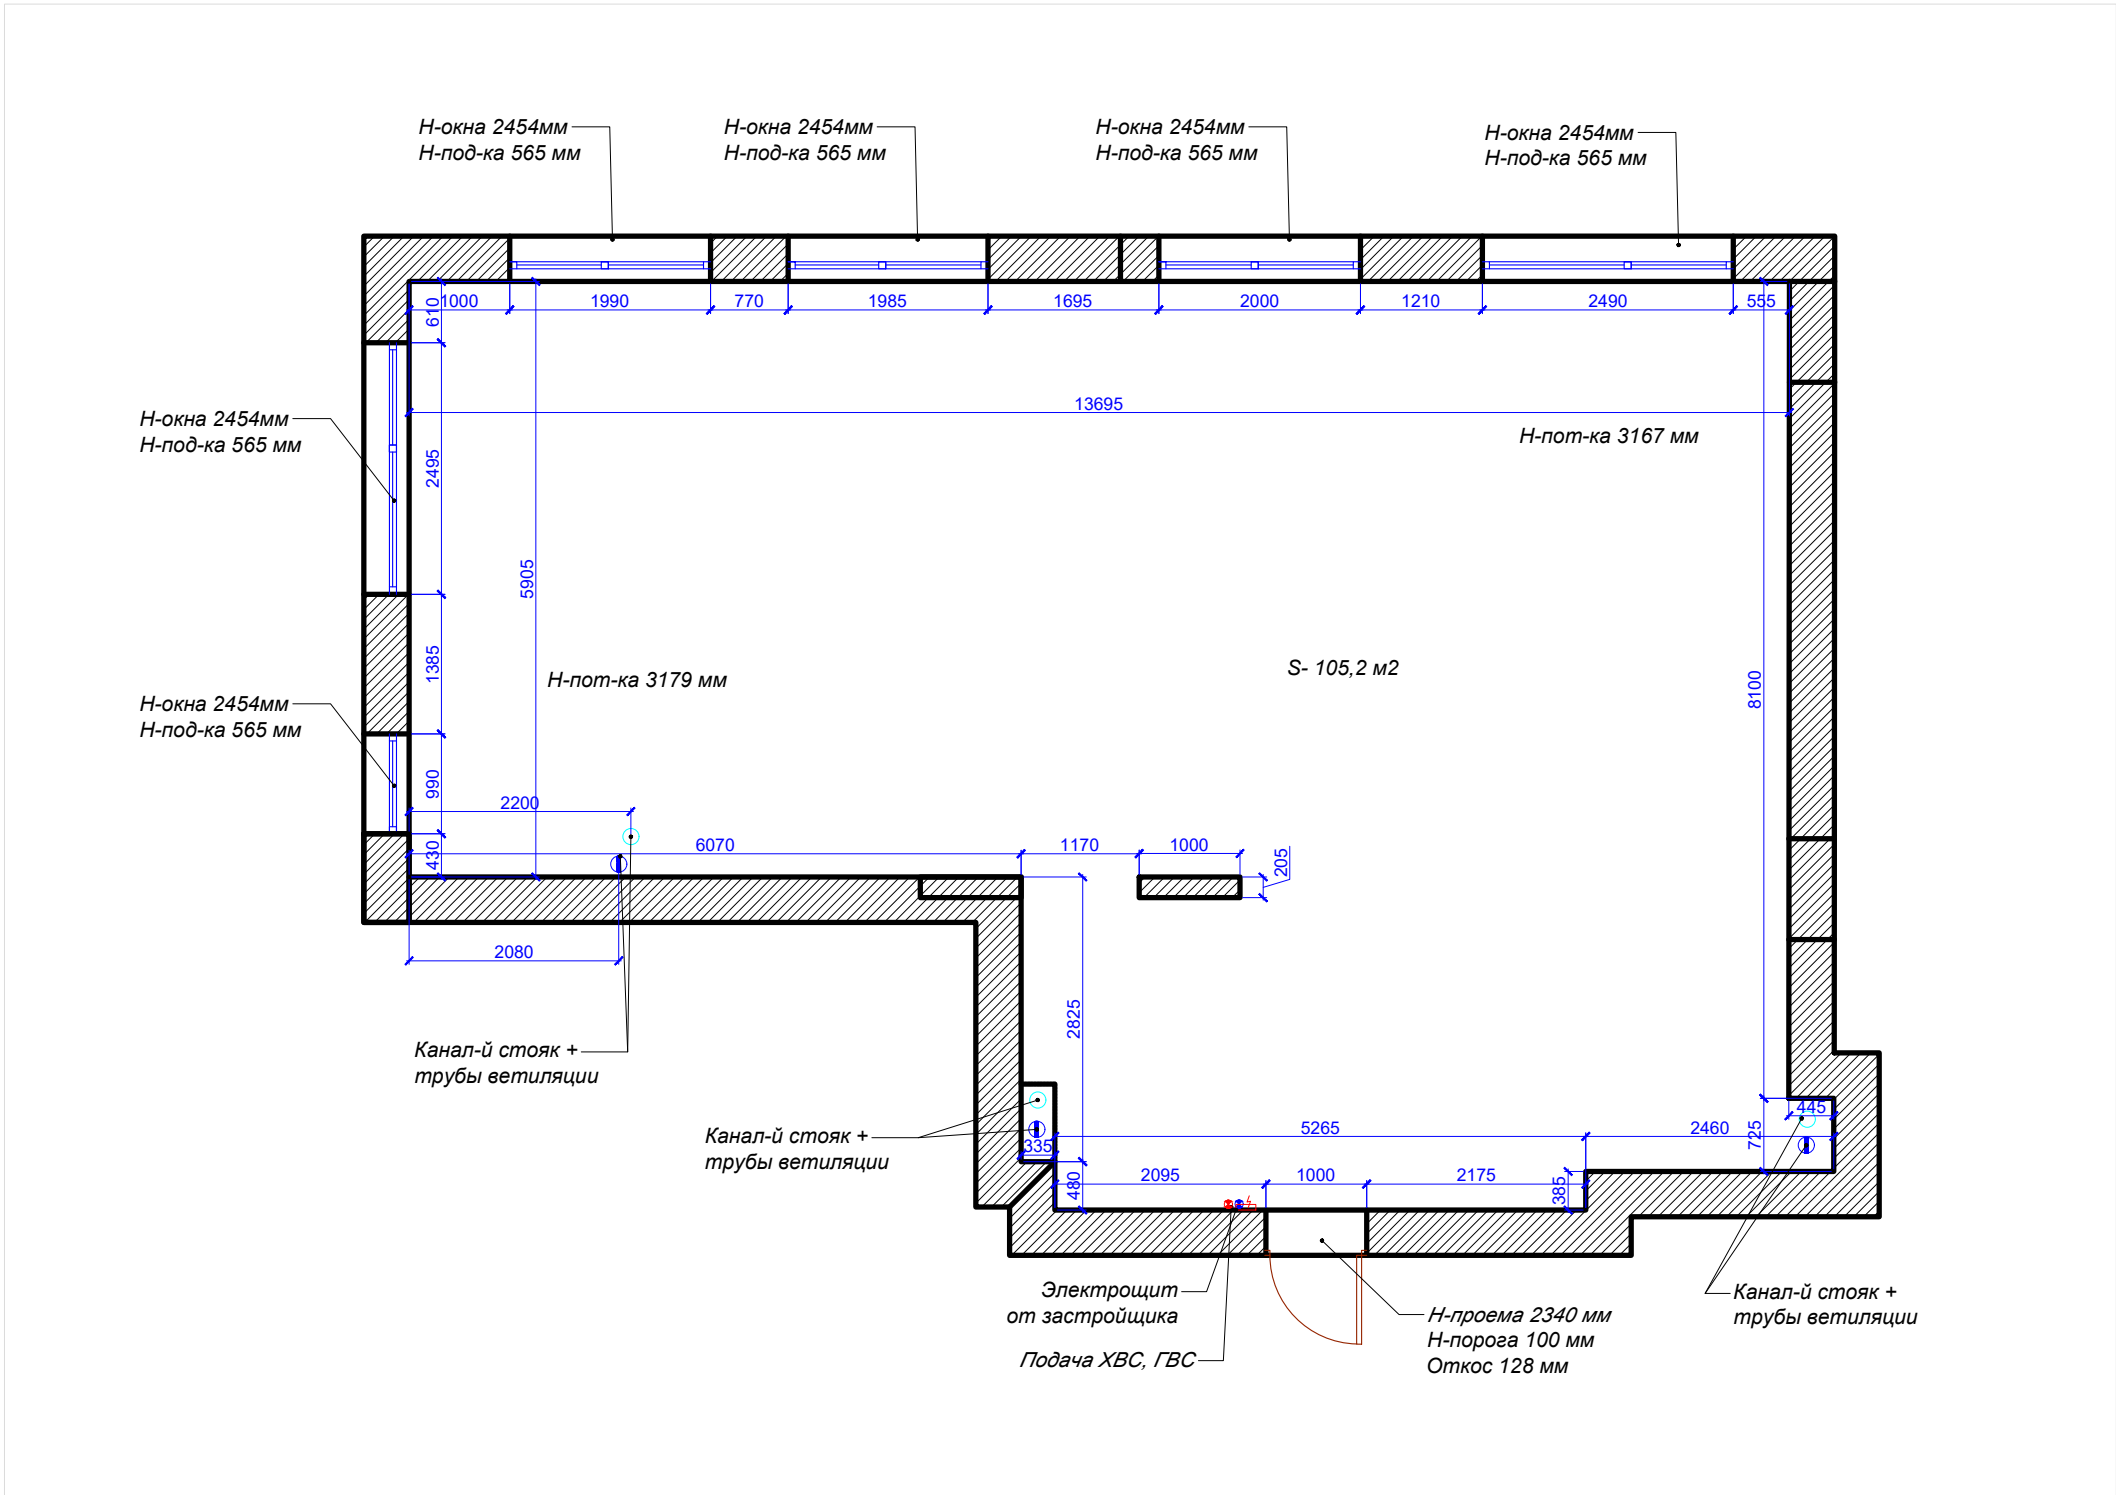 Н-окна 2454мм
Н-под-ка 565 мм
Н-окна 2454мм
Н-под-ка 565 мм
Н-окна 2454мм
Н-под-ка 565 мм
Н-окна 2454мм
Н-под-ка 565 мм
1000
1990
770
1985
1695
2000
1210
2490
555
610
13695
Н-пот-ка 3167 мм
Н-окна 2454мм
Н-под-ка 565 мм
2495
5905
1385
Н-пот-ка 3179 мм
S- 105,2 м2
8100
Н-окна 2454мм
Н-под-ка 565 мм
990
2200
430
6070
1170
1000
205
2080
2825
Канал-й стояк +
трубы ветиляции
Канал-й стояк +
трубы ветиляции
335
480
5265
2460
445
725
2095
1000
2175
385
Электрощит
от застройщика
Подача ХВС, ГВС
Н-проема 2340 мм
Н-порога 100 мм
Откос 128 мм
Канал-й стояк +
трубы ветиляции